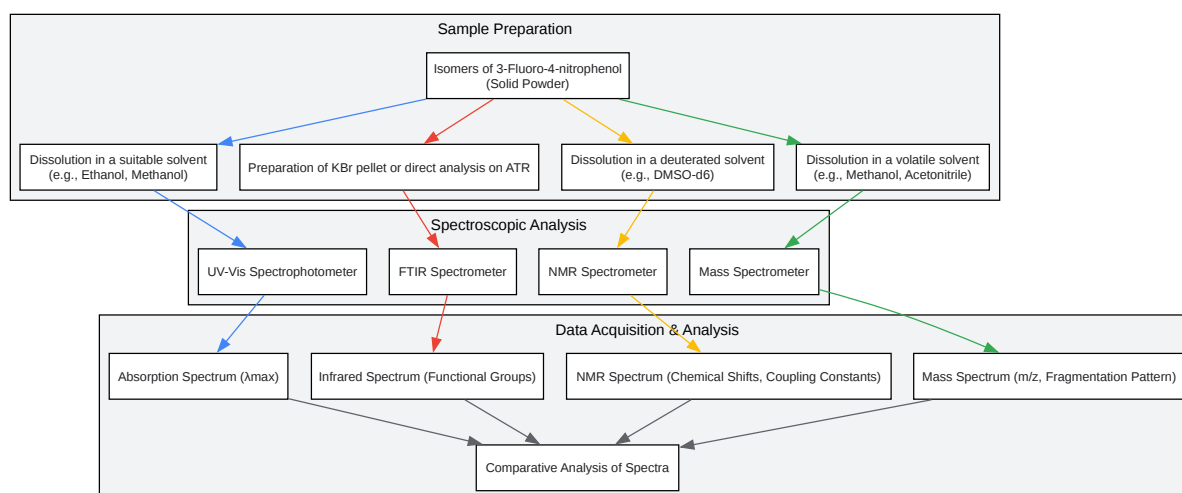 Sample Preparation
Isomers of 3-Fluoro-4-nitrophenol
(Solid Powder)
Dissolution in a suitable solvent
(e.g., Ethanol, Methanol)
Preparation of KBr pellet or direct analysis on ATR
Dissolution in a deuterated solvent
(e.g., DMSO-d6)
Dissolution in a volatile solvent
(e.g., Methanol, Acetonitrile)
Spectroscopic Analysis
UV-Vis Spectrophotometer
FTIR Spectrometer
NMR Spectrometer
Mass Spectrometer
Data Acquisition & Analysis
Absorption Spectrum (λmax)
Infrared Spectrum (Functional Groups)
NMR Spectrum (Chemical Shifts, Coupling Constants)
Mass Spectrum (m/z, Fragmentation Pattern)
Comparative Analysis of Spectra